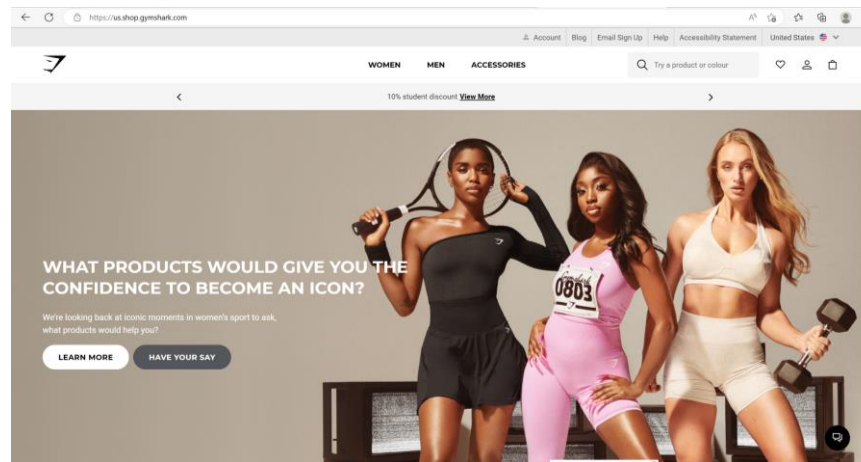 https://us.shop.gymshark.com
Account Blog Email Sign Up Help Accessibility Statement United States
WOMEN MEN ACCESSORIES Try a product or colour
10% student discount View More
WHAT PRODUCTS WOULD GIVE YOU THE
CONFIDENCE TO BECOME AN ICON?
We're looking back at iconic moments in women's sport to ask,
what products would help you?
LEARN MORE HAVE YOUR SAY
Gymshark
0803